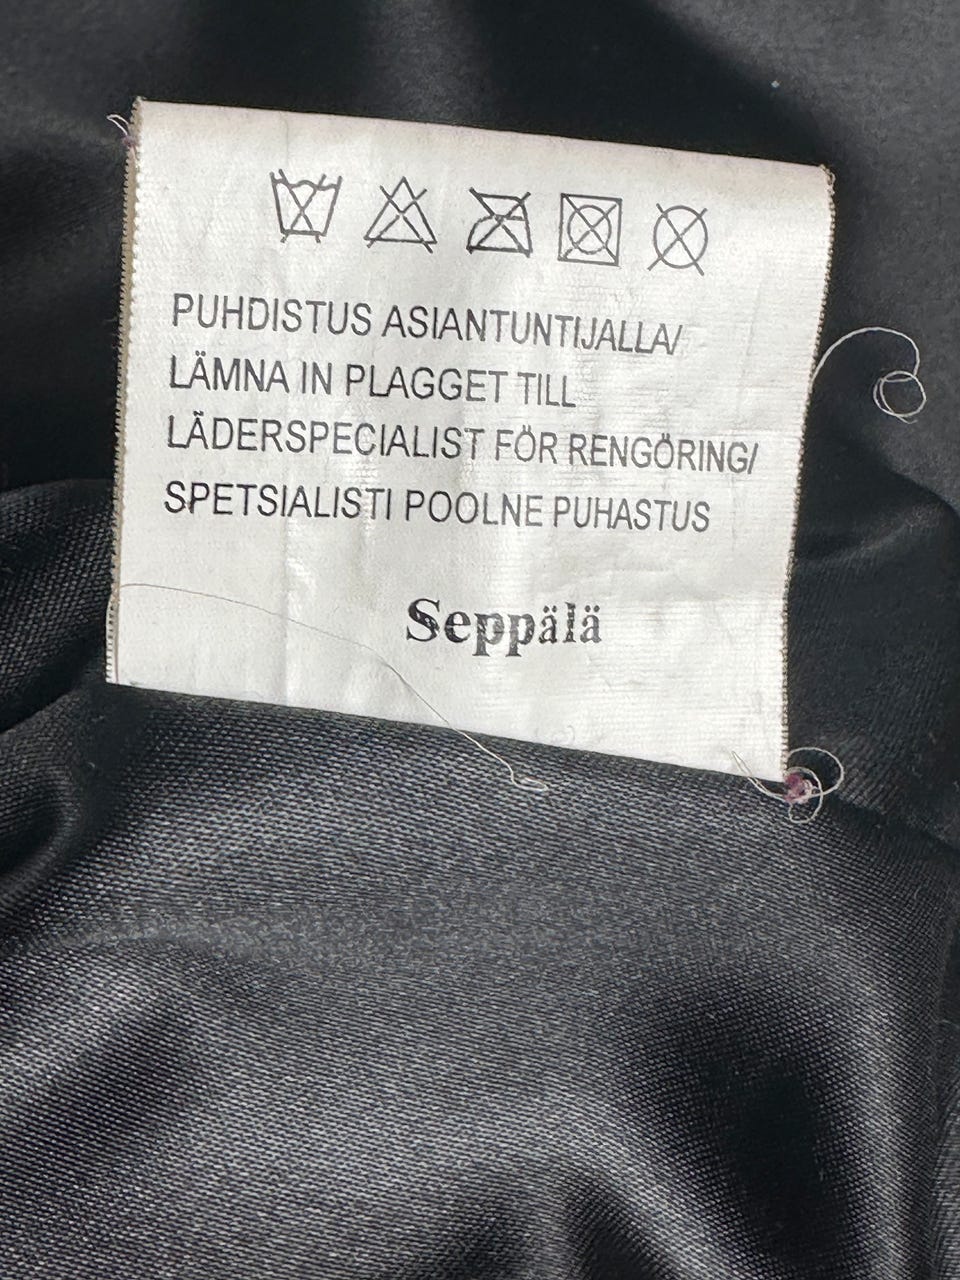 PUHDISTUS ASIANTUNTIJALLA/
LÄMNA IN PLAGGET TILL
LÄDERSPECIALIST FÖR RENGÖRING/
SPETSIALISTI POOLNE PUHASTUS
Seppälä